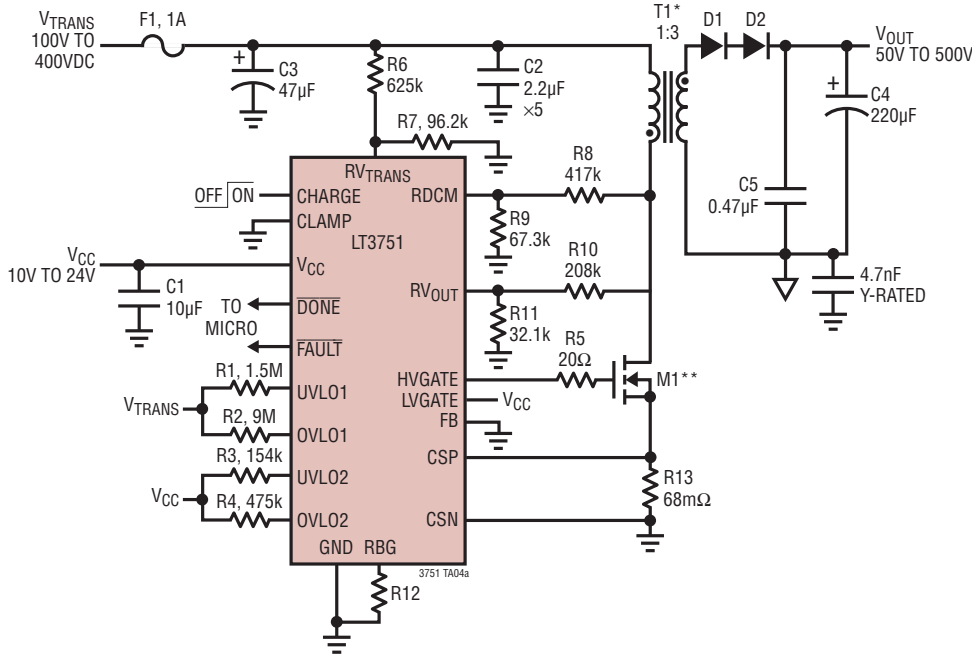 VTRANS
100V TO
400VDC
F1, 1A
+
C3
47µF
R6
625k
C2
2.2µF
×5
T1*
1:3
D1
D2
VOUT
50V TO 500V
+
C4
220µF
C5
0.47µF
4.7nF
Y-RATED
R7, 96.2k
RVTRANS
OFF ON
CHARGE
CLAMP
LT3751
RDCM
R8
417k
R9
67.3k
VCC
10V TO 24V
C1
10µF
VCC
RVOUT
R10
208k
R11
32.1k
TO
MICRO
DONE
FAULT
R5
20Ω
M1**
HVGATE
LVGATE
VCC
FB
VTRANS
R1, 1.5M
UVLO1
R2, 9M
OVLO1
VCC
R3, 154k
UVLO2
R4, 475k
OVLO2
CSP
CSN
R13
68mΩ
GND RBG
3751 TA04a
R12